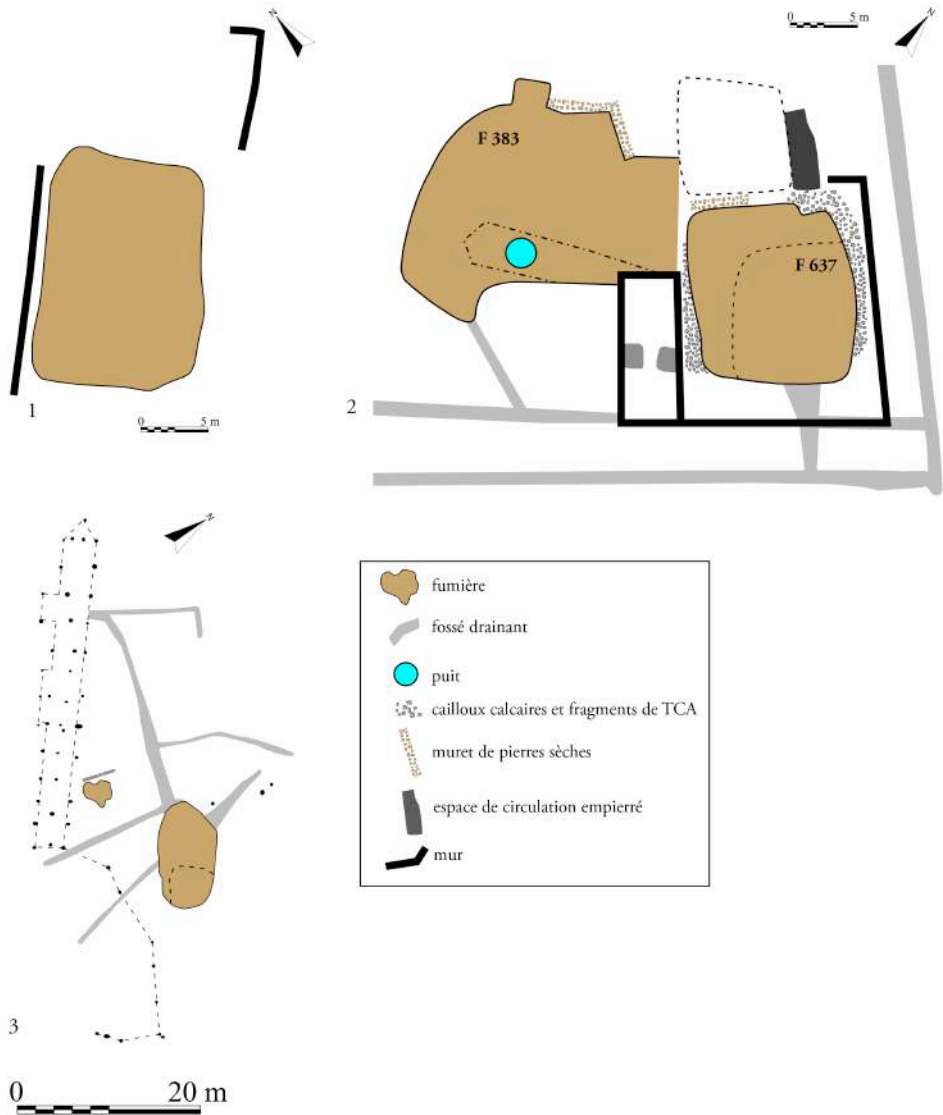 N
0 5 m
N
F 383
F 637
1
0 5 m
2
N
fumière
fossé drainant
puit
cailloux calcaires et fragments de TCA
muret de pierres sèches
espace de circulation empierré
mur
3
0 20 m